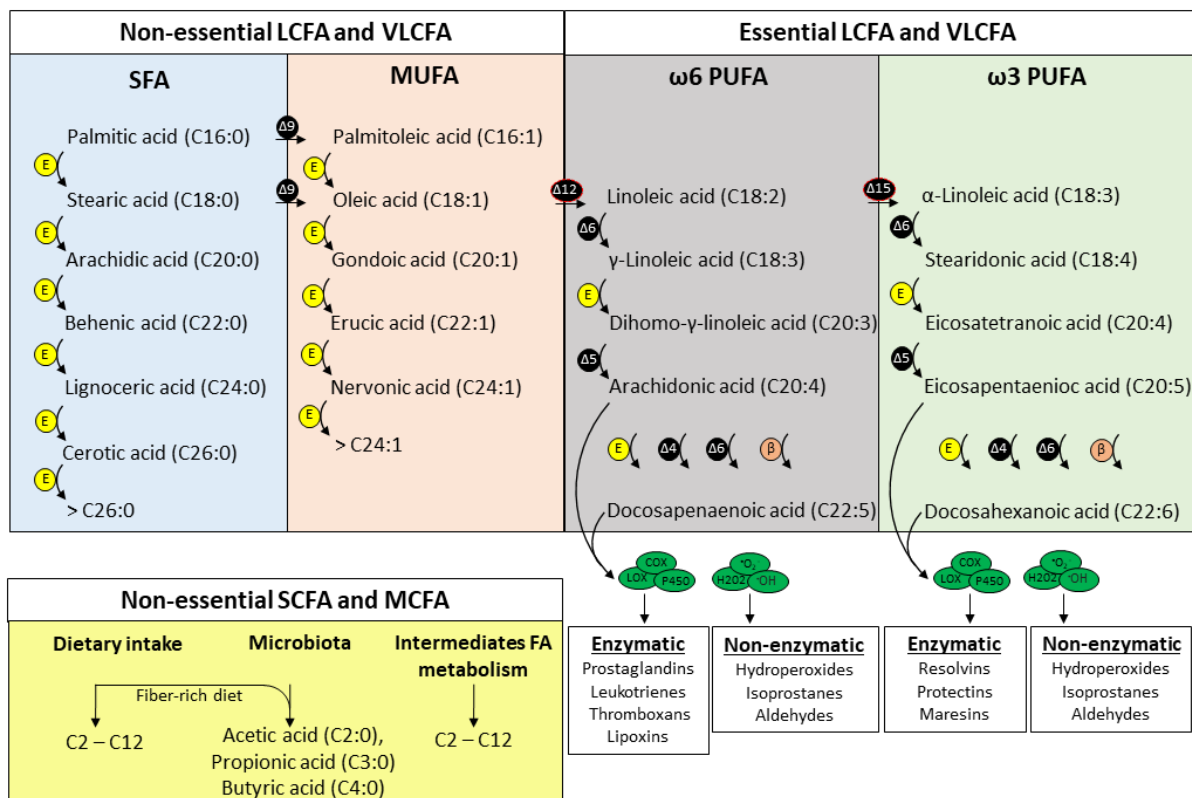 Non-essential LCFA and VLCFA
Essential LCFA and VLCFA
SFA
MUFA
ω6 PUFA
ω3 PUFA
Palmitic acid (C16:0)
Δ9
Palmitoleic acid (C16:1)
E
E
Stearic acid (C18:0)
Δ9
Oleic acid (C18:1)
Δ12
Linoleic acid (C18:2)
Δ15
α-Linoleic acid (C18:3)
E
E
Δ6
Δ6
Arachidic acid (C20:0)
Gondoic acid (C20:1)
γ-Linoleic acid (C18:3)
Stearidonic acid (C18:4)
E
E
E
E
Behenic acid (C22:0)
Erucic acid (C22:1)
Dihomo-γ-linoleic acid (C20:3)
Eicosatetranoic acid (C20:4)
E
E
Δ5
Δ5
Lignoceric acid (C24:0)
Nervonic acid (C24:1)
Arachidonic acid (C20:4)
Eicosapentaenioc acid (C20:5)
E
E
Cerotic acid (C26:0)
> C24:1
E Δ4 Δ6 β
E Δ4 Δ6 β
E
> C26:0
Docosapenaenoic acid (C22:5)
Docosahexanoic acid (C22:6)
COX
LOX P450
•O₂⁻
H202 •OH
COX
LOX P450
•O₂⁻
H202 •OH
Non-essential SCFA and MCFA
Dietary intake
Microbiota
Intermediates FA
metabolism
Fiber-rich diet
C2 – C12
Acetic acid (C2:0),
Propionic acid (C3:0)
Butyric acid (C4:0)
C2 – C12
Enzymatic
Prostaglandins
Leukotrienes
Thromboxans
Lipoxins
Non-enzymatic
Hydroperoxides
Isoprostanes
Aldehydes
Enzymatic
Resolvins
Protectins
Maresins
Non-enzymatic
Hydroperoxides
Isoprostanes
Aldehydes